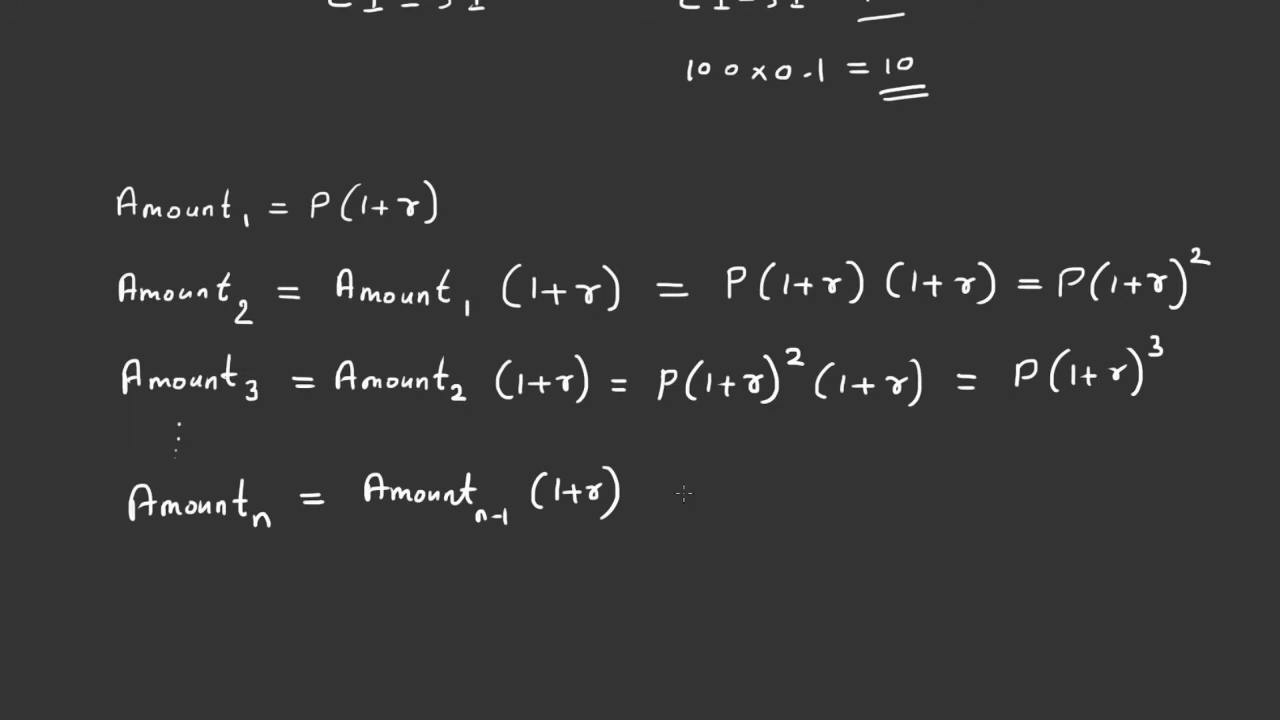 100 x 0.1 = 10
Amount₁ = P(1+r)
Amount₂ = Amount₁ (1+r) = P(1+r) (1+r) = P(1+r)²
Amount₃ = Amount₂ (1+r) = P(1+r)² (1+r) = P(1+r)³
⋮
Amountₙ = Amountₙ₋₁ (1+r)